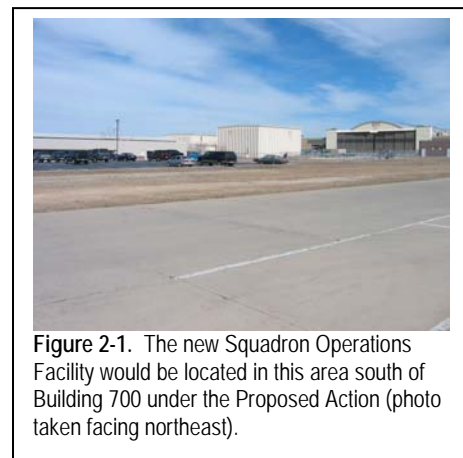 Figure 2-1. The new Squadron Operations
Facility would be located in this area south of
Building 700 under the Proposed Action (photo
taken facing northeast).